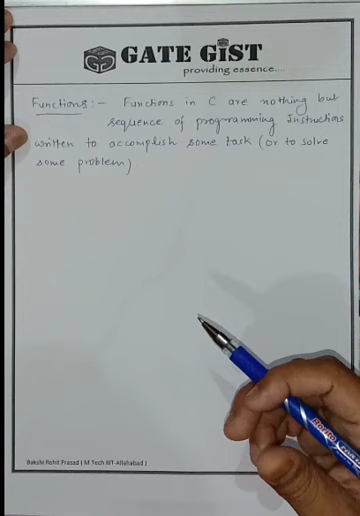 GATE GIST
providing essence...
Functions :- Functions in C are nothing but
sequence of programming Instructions
written to accomplish some task (or to solve
some problem)
Rorito
Bakshi Rohit Prasad ( M Tech IIIT-Allahabad )